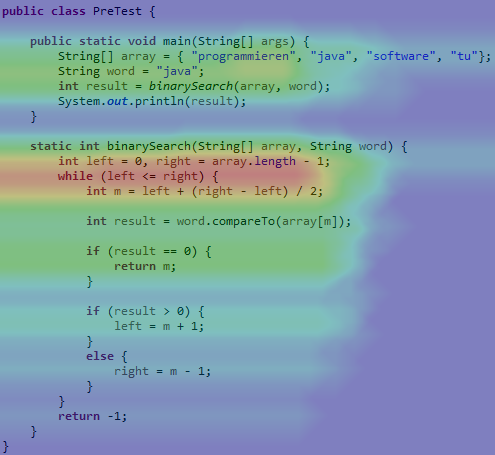 public class PreTest {
public static void main(String[] args) {
String[] array = { "programmieren", "java", "software", "tu"};
String word = "java";
int result = binarySearch(array, word);
System.out.println(result);
}
static int binarySearch(String[] array, String word) {
int left = 0, right = array.length - 1;
while (left <= right) {
int m = left + (right - left) / 2;
int result = word.compareTo(array[m]);
if (result == 0) {
return m;
}
if (result > 0) {
left = m + 1;
}
else {
right = m - 1;
}
}
return -1;
}
}